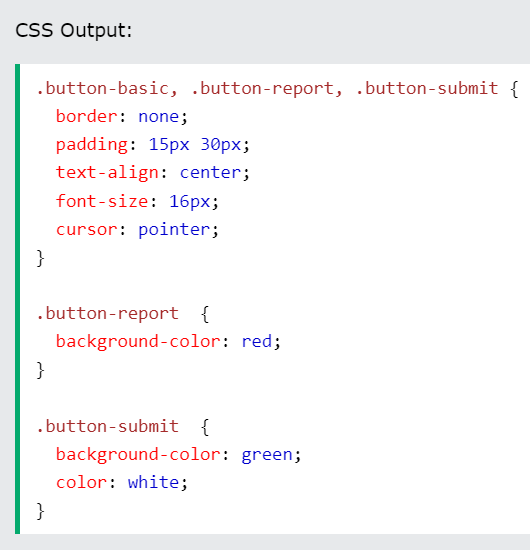 CSS Output:
.button-basic, .button-report, .button-submit {
  border: none;
  padding: 15px 30px;
  text-align: center;
  font-size: 16px;
  cursor: pointer;
}

.button-report  {
  background-color: red;
}

.button-submit  {
  background-color: green;
  color: white;
}